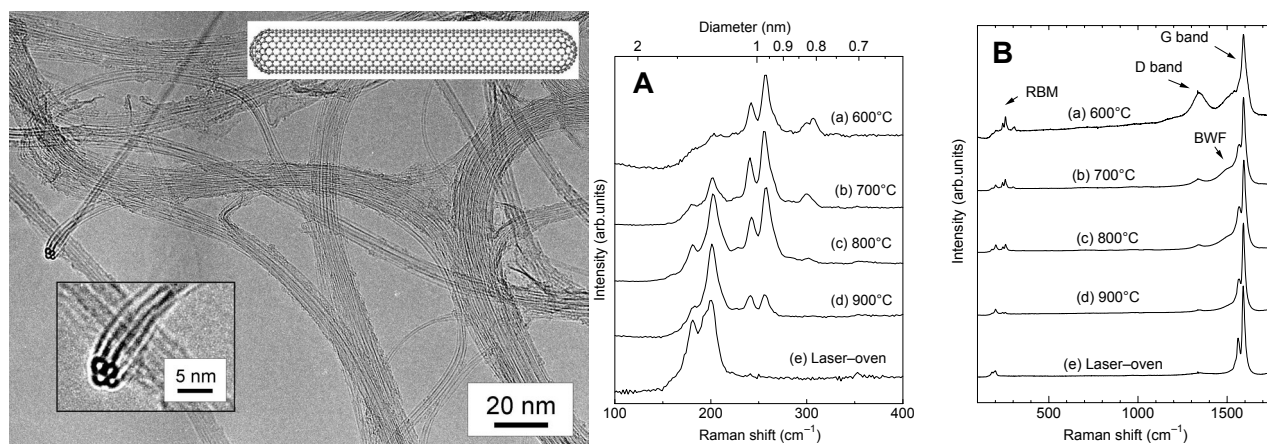 5 nm
20 nm
Diameter (nm)
2 1 0.9 0.8 0.7
A
(a) 600°C
(b) 700°C
(c) 800°C
(d) 900°C
(e) Laser–oven
Intensity (arb.units)
100 200 300 400
Raman shift (cm⁻¹)
B
G band
D band
RBM
(a) 600°C
BWF
(b) 700°C
(c) 800°C
(d) 900°C
(e) Laser–oven
Intensity (arb.units)
500 1000 1500
Raman shift (cm⁻¹)